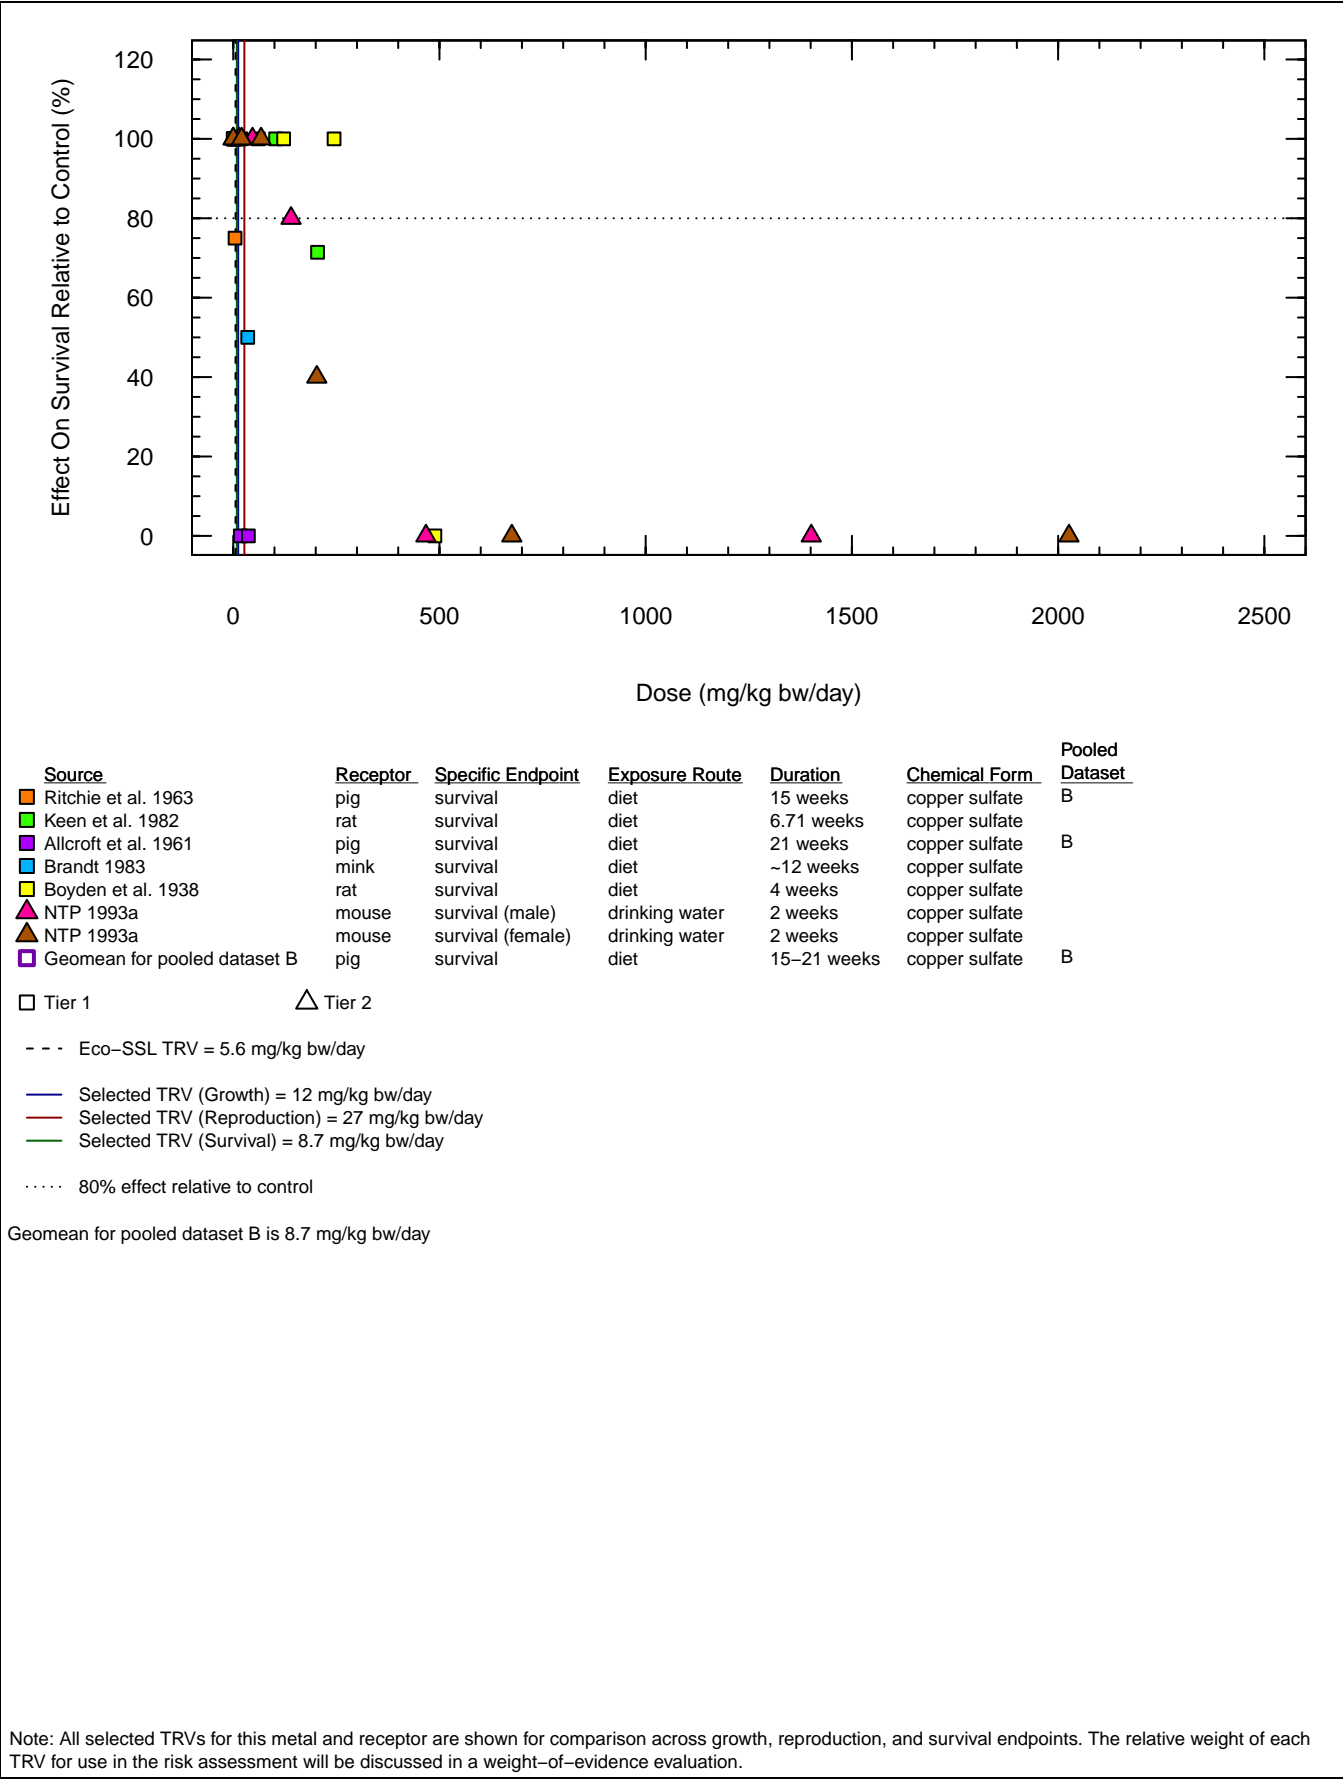 120
100
80
60
40
20
0
Effect On Survival Relative to Control (%)
0 500 1000 1500 2000 2500
Dose (mg/kg bw/day)
Source Receptor Specific Endpoint Exposure Route Duration Chemical Form Pooled Dataset
Ritchie et al. 1963 pig survival diet 15 weeks copper sulfate B
Keen et al. 1982 rat survival diet 6.71 weeks copper sulfate
Allcroft et al. 1961 pig survival diet 21 weeks copper sulfate B
Brandt 1983 mink survival diet ~12 weeks copper sulfate
Boyden et al. 1938 rat survival diet 4 weeks copper sulfate
NTP 1993a mouse survival (male) drinking water 2 weeks copper sulfate
NTP 1993a mouse survival (female) drinking water 2 weeks copper sulfate
Geomean for pooled dataset B pig survival diet 15−21 weeks copper sulfate B
Tier 1 Tier 2
Eco−SSL TRV = 5.6 mg/kg bw/day
Selected TRV (Growth) = 12 mg/kg bw/day
Selected TRV (Reproduction) = 27 mg/kg bw/day
Selected TRV (Survival) = 8.7 mg/kg bw/day
80% effect relative to control
Geomean for pooled dataset B is 8.7 mg/kg bw/day
Note: All selected TRVs for this metal and receptor are shown for comparison across growth, reproduction, and survival endpoints. The relative weight of each
TRV for use in the risk assessment will be discussed in a weight−of−evidence evaluation.